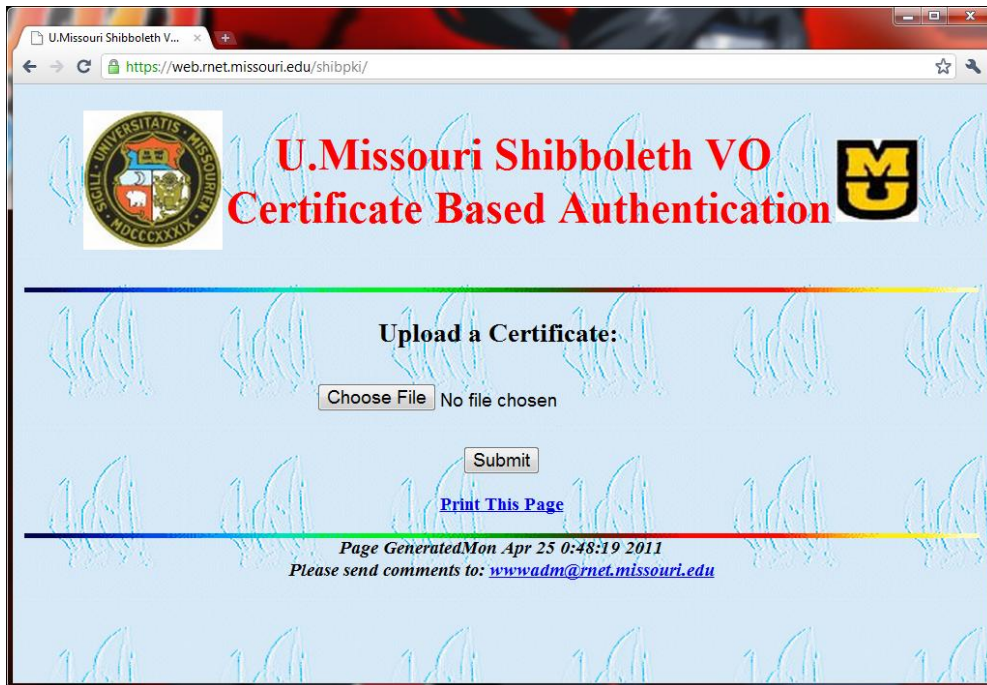 U.Missouri Shibboleth V...
https://web.rnet.missouri.edu/shibpki/
SIGILL · UNIVERSITATIS · MISSOURIEN
MDCCCXXXIX
U.Missouri Shibboleth VO
Certificate Based Authentication
MU
Upload a Certificate:
Choose File No file chosen
Submit
Print This Page
Page GeneratedMon Apr 25 0:48:19 2011
Please send comments to: wwwadm@rnet.missouri.edu